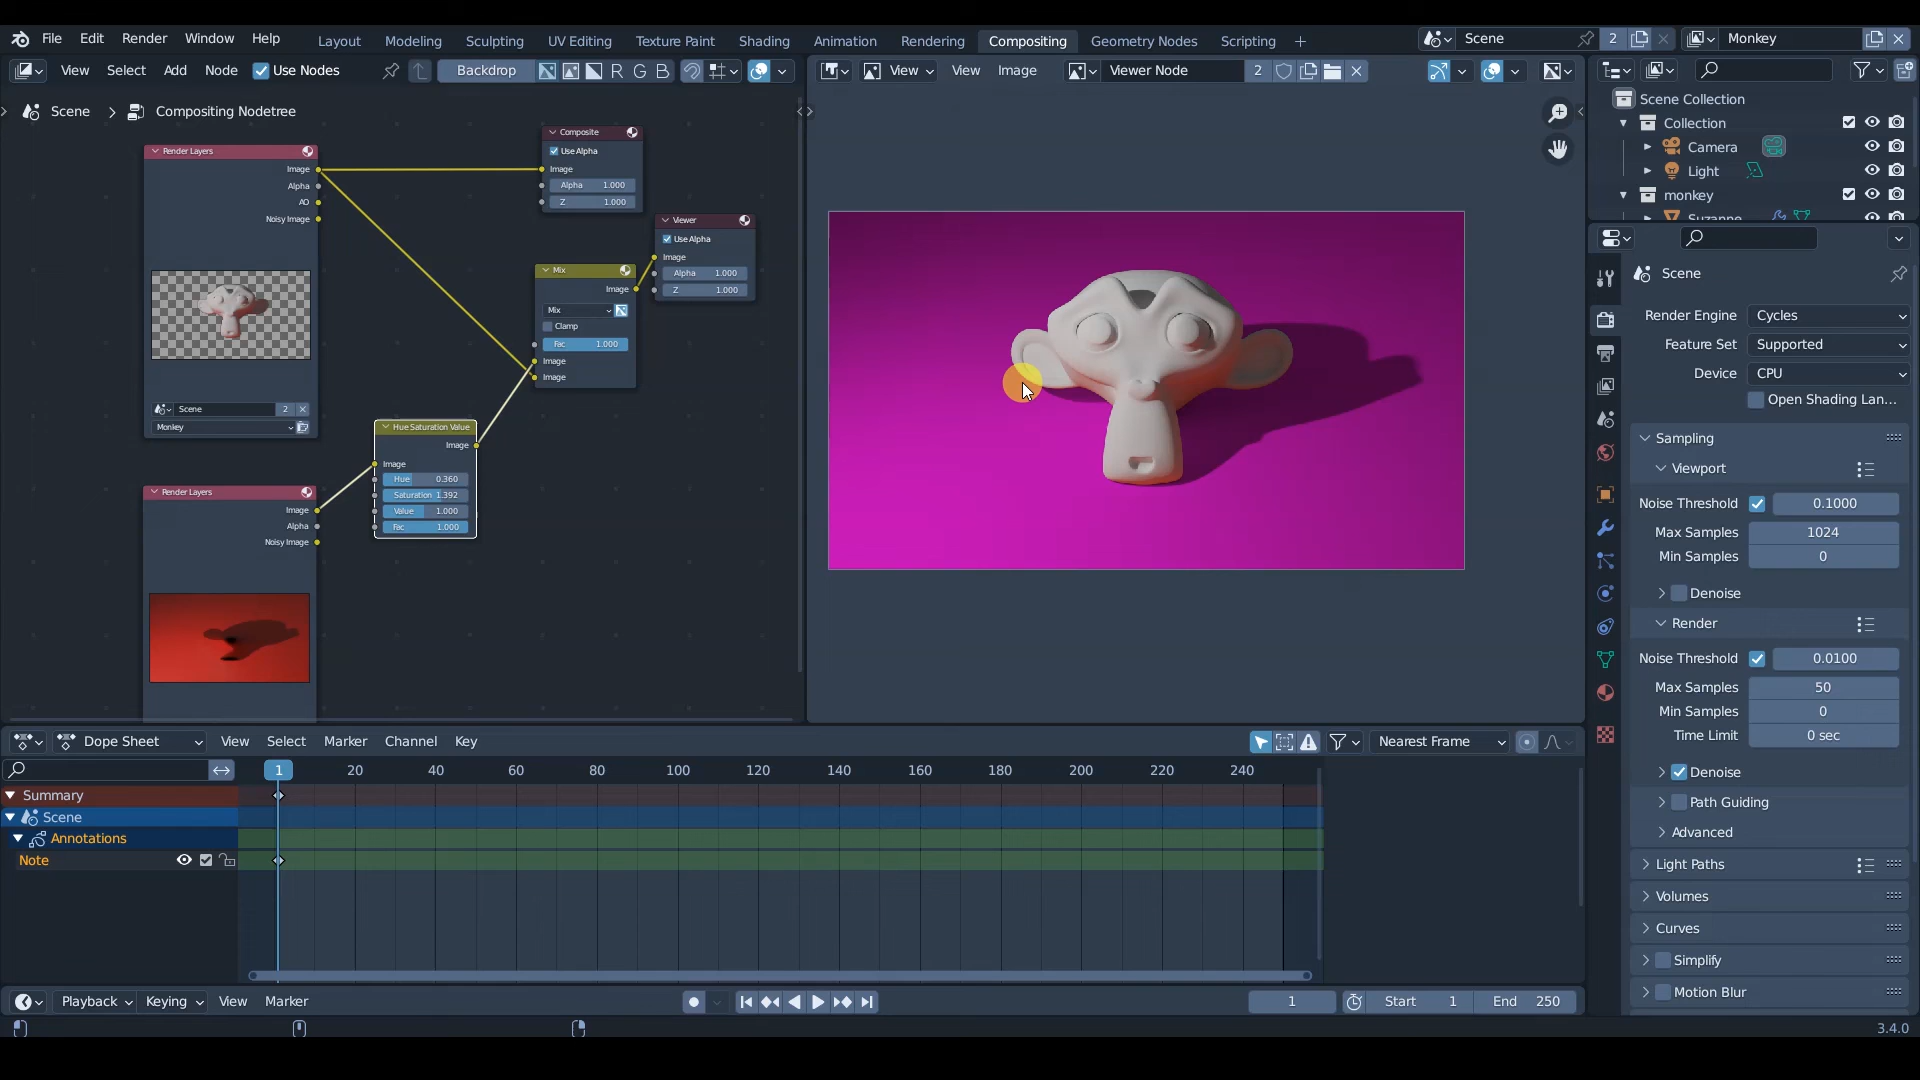 File Edit Render Window Help Layout Modeling Sculpting UV Editing Texture Paint Shading Animation Rendering Compositing Geometry Nodes Scripting + Scene 2 Monkey
View Select Add Node Use Nodes Backdrop R G B
View View Image Viewer Node 2
Scene > Compositing Nodetree
Render Layers
Image
Alpha
AO
Noisy Image
Scene 2
Monkey
Composite
Use Alpha
Image
Alpha 1.000
Z 1.000
Viewer
Use Alpha
Image
Alpha 1.000
Z 1.000
Mix
Image
Mix
Clamp
Fac 1.000
Image
Image
Hue Saturation Value
Image
Image
Hue 0.360
Saturation 1.392
Value 1.000
Fac 1.000
Render Layers
Image
Alpha
Noisy Image
Scene Collection
Collection
Camera
Light
monkey
Suzanne
Scene
Render Engine Cycles
Feature Set Supported
Device CPU
Open Shading Lan...
Sampling
Viewport
Noise Threshold 0.1000
Max Samples 1024
Min Samples 0
Denoise
Render
Noise Threshold 0.0100
Max Samples 50
Min Samples 0
Time Limit 0 sec
Denoise
Path Guiding
Advanced
Light Paths
Volumes
Curves
Simplify
Motion Blur
Dope Sheet View Select Marker Channel Key Nearest Frame
1 20 40 60 80 100 120 140 160 180 200 220 240
Summary
Scene
Annotations
Note
Playback Keying View Marker 1 Start 1 End 250
3.4.0